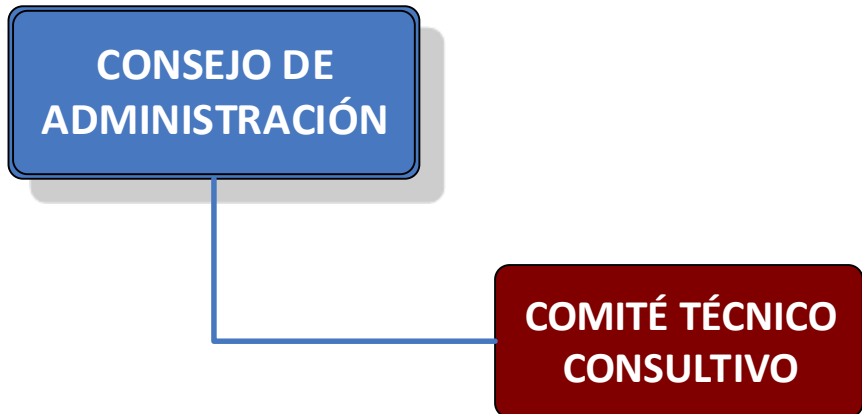 CONSEJO DE
ADMINISTRACIÓN
COMITÉ TÉCNICO
CONSULTIVO